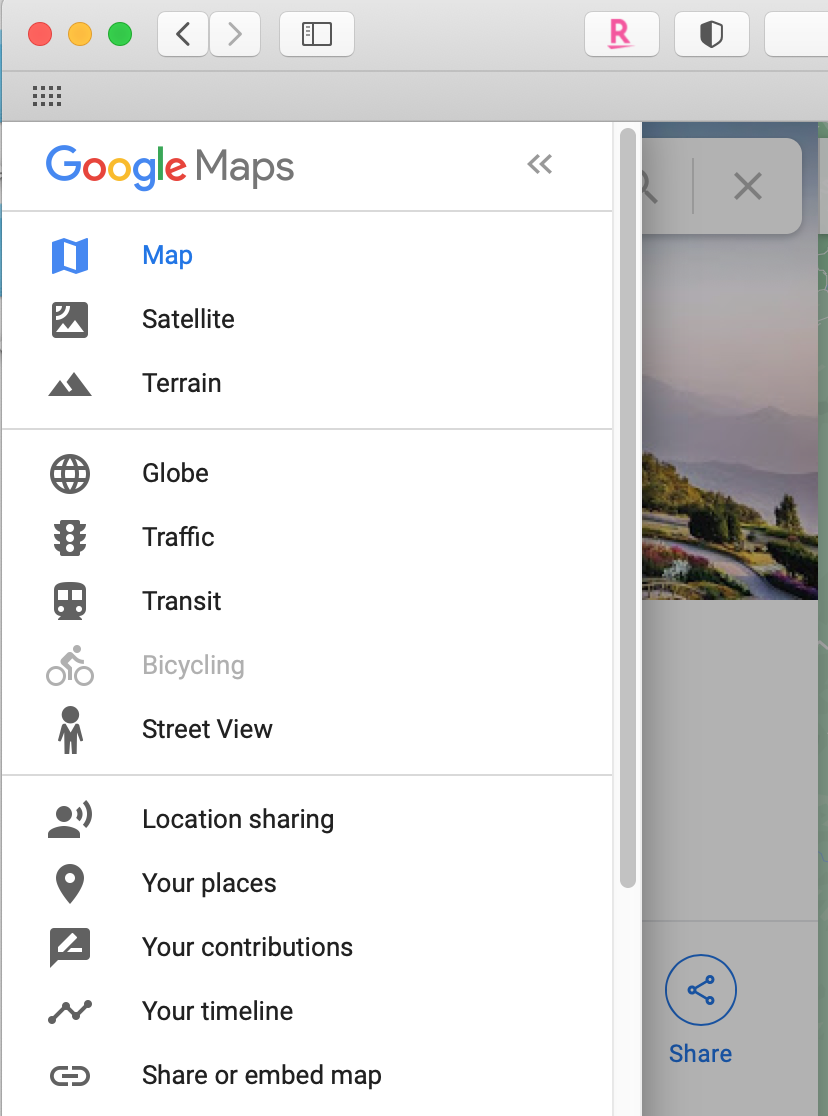 R
Google Maps
Map
Satellite
Terrain
Globe
Traffic
Transit
Bicycling
Street View
Location sharing
Your places
Your contributions
Your timeline
Share or embed map
Share